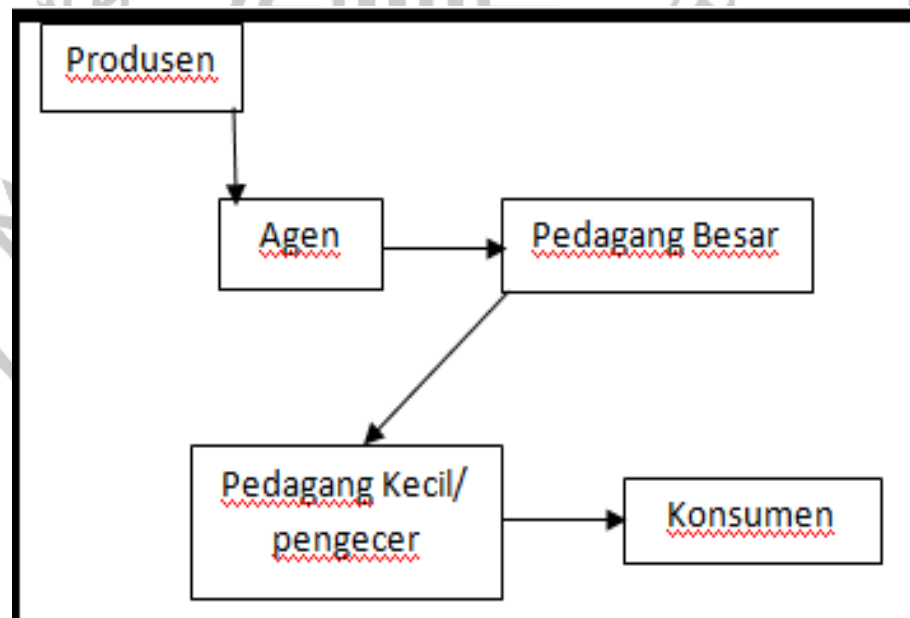 Produsen
Agen
Pedagang Besar
Pedagang Kecil/
pengecer
Konsumen